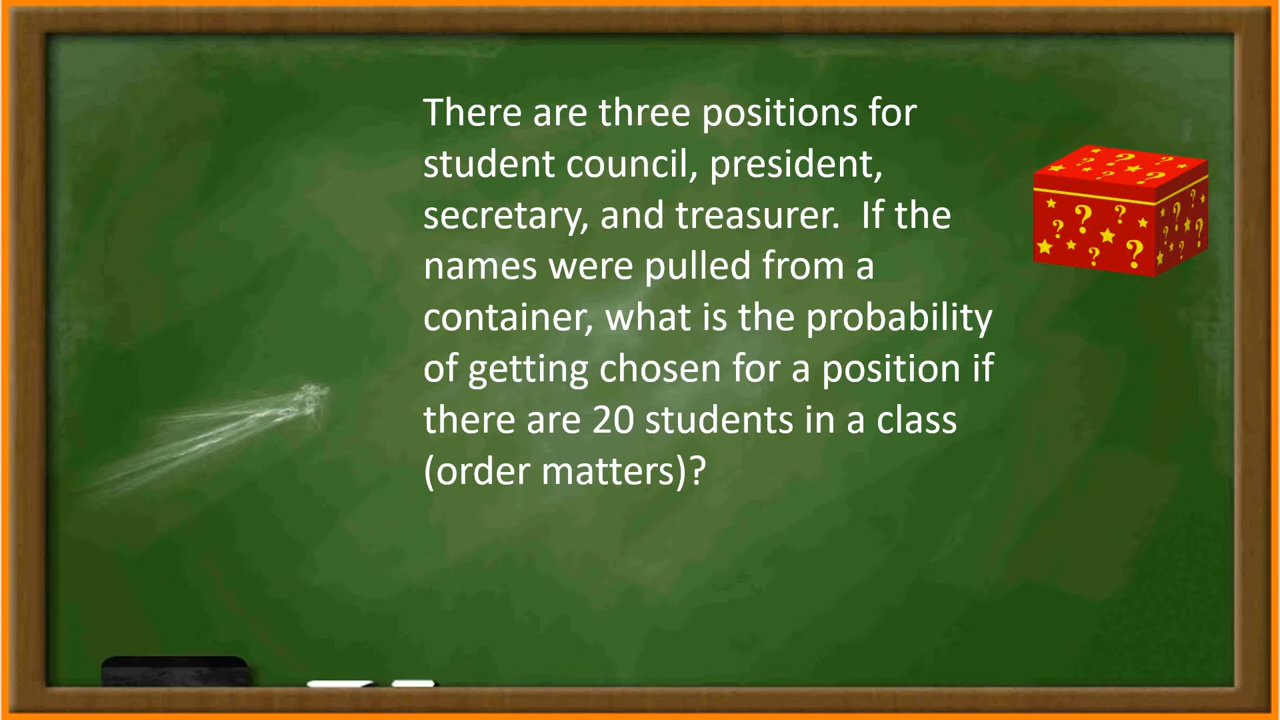 There are three positions for
student council, president,
secretary, and treasurer.  If the
names were pulled from a
container, what is the probability
of getting chosen for a position if
there are 20 students in a class
(order matters)?